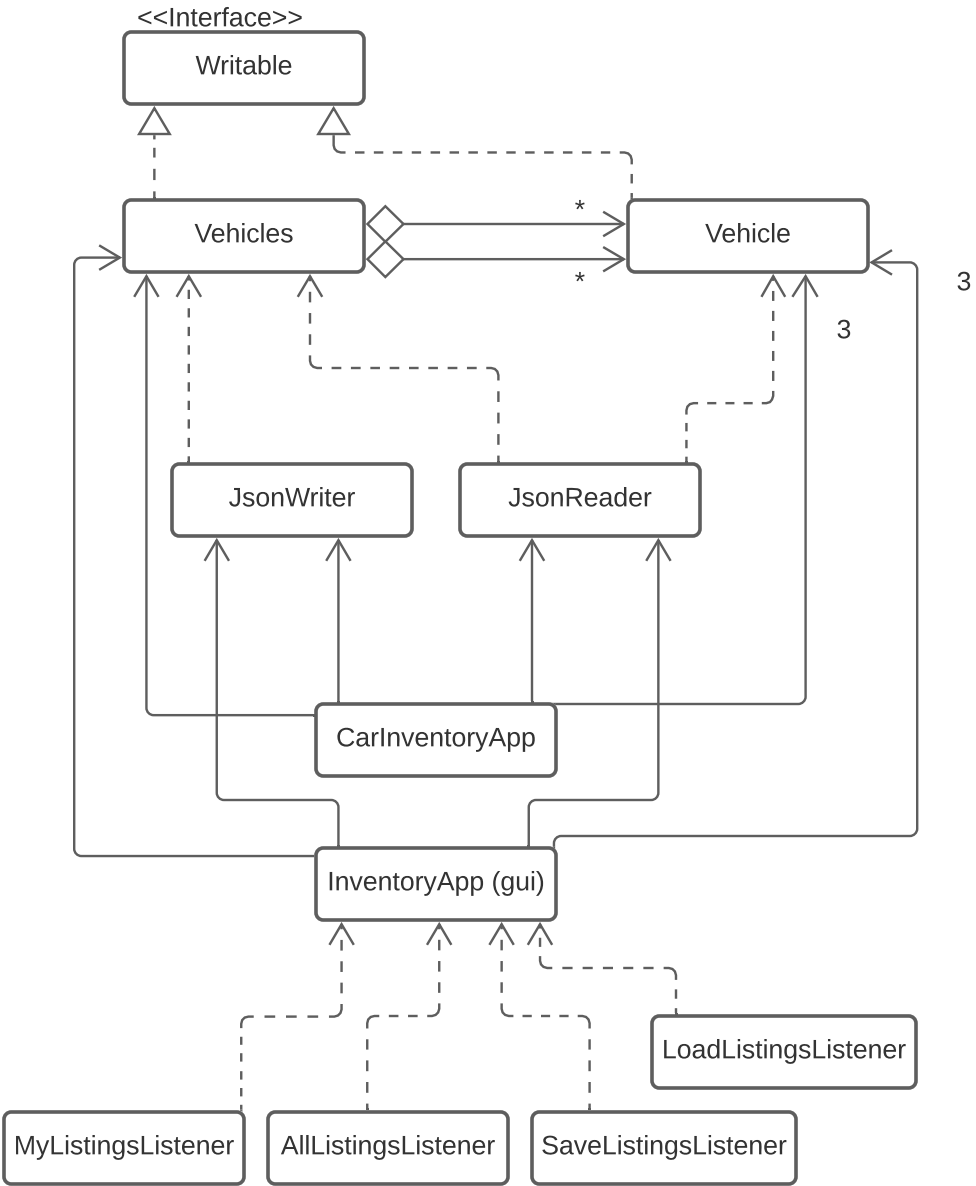 <<Interface>>
Writable
Vehicles
*
*
Vehicle
3
3
JsonWriter
JsonReader
CarInventoryApp
InventoryApp (gui)
LoadListingsListener
MyListingsListener
AllListingsListener
SaveListingsListener